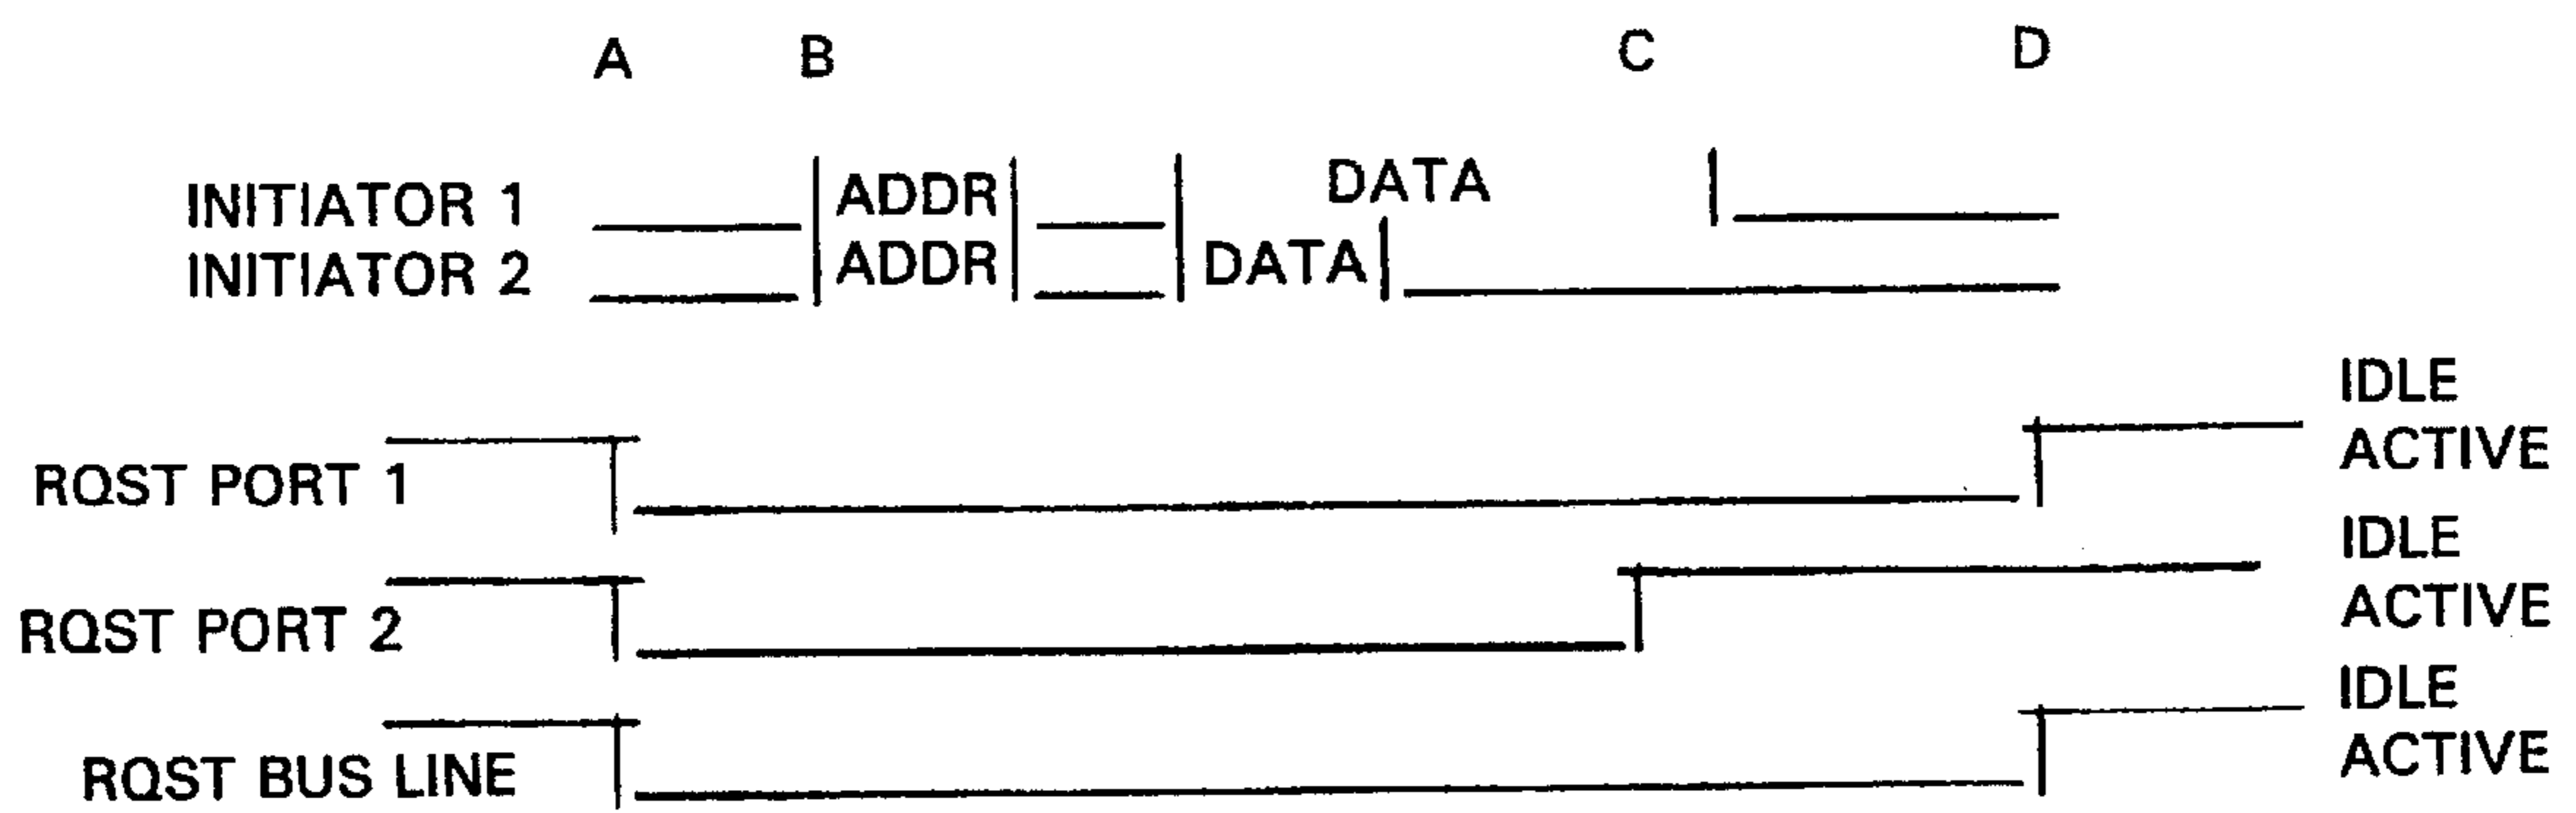 A B C D
INITIATOR 1 ADDR DATA
INITIATOR 2 ADDR DATA
IDLE
RQST PORT 1 ACTIVE
IDLE
RQST PORT 2 ACTIVE
IDLE
RQST BUS LINE ACTIVE